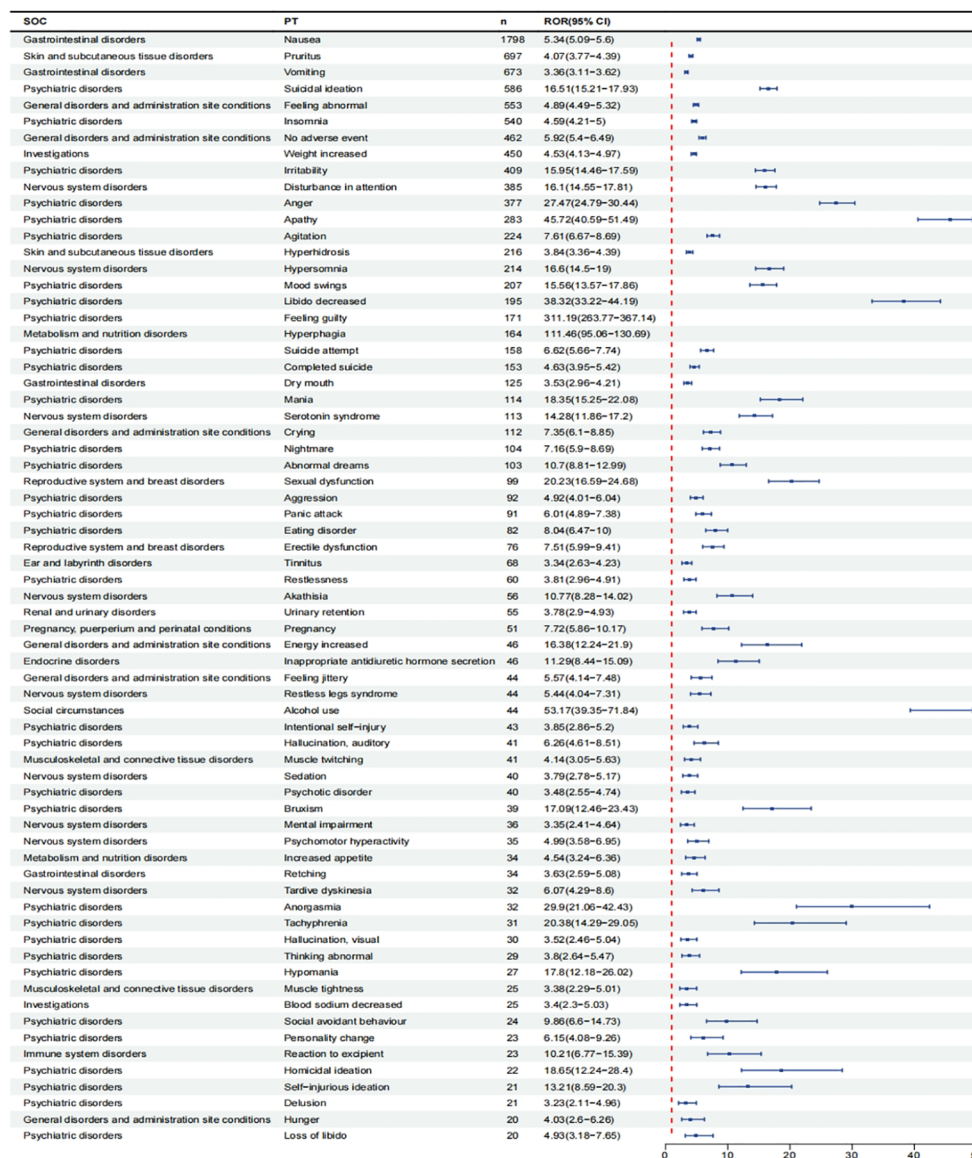 SOC PT n ROR(95% CI)
Gastrointestinal disorders Nausea 1798 5.34(5.09−5.6)
Skin and subcutaneous tissue disorders Pruritus 697 4.07(3.77−4.39)
Gastrointestinal disorders Vomiting 673 3.36(3.11−3.62)
Psychiatric disorders Suicidal ideation 586 16.51(15.21−17.93)
General disorders and administration site conditions Feeling abnormal 553 4.89(4.49−5.32)
Psychiatric disorders Insomnia 540 4.59(4.21−5)
General disorders and administration site conditions No adverse event 462 5.92(5.4−6.49)
Investigations Weight increased 450 4.53(4.13−4.97)
Psychiatric disorders Irritability 409 15.95(14.46−17.59)
Nervous system disorders Disturbance in attention 385 16.1(14.55−17.81)
Psychiatric disorders Anger 377 27.47(24.79−30.44)
Psychiatric disorders Apathy 283 45.72(40.59−51.49)
Psychiatric disorders Agitation 224 7.61(6.67−8.69)
Skin and subcutaneous tissue disorders Hyperhidrosis 216 3.84(3.36−4.39)
Nervous system disorders Hypersomnia 214 16.6(14.5−19)
Psychiatric disorders Mood swings 207 15.56(13.57−17.86)
Psychiatric disorders Libido decreased 195 38.32(33.22−44.19)
Psychiatric disorders Feeling guilty 171 311.19(263.77−367.14)
Metabolism and nutrition disorders Hyperphagia 164 111.46(95.06−130.69)
Psychiatric disorders Suicide attempt 158 6.62(5.66−7.74)
Psychiatric disorders Completed suicide 153 4.63(3.95−5.42)
Gastrointestinal disorders Dry mouth 125 3.53(2.96−4.21)
Psychiatric disorders Mania 114 18.35(15.25−22.08)
Nervous system disorders Serotonin syndrome 113 14.28(11.86−17.2)
General disorders and administration site conditions Crying 112 7.35(6.1−8.85)
Psychiatric disorders Nightmare 104 7.16(5.9−8.69)
Psychiatric disorders Abnormal dreams 103 10.7(8.81−12.99)
Reproductive system and breast disorders Sexual dysfunction 99 20.23(16.59−24.68)
Psychiatric disorders Aggression 92 4.92(4.01−6.04)
Psychiatric disorders Panic attack 91 6.01(4.89−7.38)
Psychiatric disorders Eating disorder 82 8.04(6.47−10)
Reproductive system and breast disorders Erectile dysfunction 76 7.51(5.99−9.41)
Ear and labyrinth disorders Tinnitus 68 3.34(2.63−4.23)
Psychiatric disorders Restlessness 60 3.81(2.96−4.91)
Nervous system disorders Akathisia 56 10.77(8.28−14.02)
Renal and urinary disorders Urinary retention 55 3.78(2.9−4.93)
Pregnancy, puerperium and perinatal conditions Pregnancy 51 7.72(5.86−10.17)
General disorders and administration site conditions Energy increased 46 16.38(12.24−21.9)
Endocrine disorders Inappropriate antidiuretic hormone secretion 46 11.29(8.44−15.09)
General disorders and administration site conditions Feeling jittery 44 5.57(4.14−7.48)
Nervous system disorders Restless legs syndrome 44 5.44(4.04−7.31)
Social circumstances Alcohol use 44 53.17(39.35−71.84)
Psychiatric disorders Intentional self−injury 43 3.85(2.86−5.2)
Psychiatric disorders Hallucination, auditory 41 6.26(4.61−8.51)
Musculoskeletal and connective tissue disorders Muscle twitching 41 4.14(3.05−5.63)
Nervous system disorders Sedation 40 3.79(2.78−5.17)
Psychiatric disorders Psychotic disorder 40 3.48(2.55−4.74)
Psychiatric disorders Bruxism 39 17.09(12.46−23.43)
Nervous system disorders Mental impairment 36 3.35(2.41−4.64)
Nervous system disorders Psychomotor hyperactivity 35 4.99(3.58−6.95)
Metabolism and nutrition disorders Increased appetite 34 4.54(3.24−6.36)
Gastrointestinal disorders Retching 34 3.63(2.59−5.08)
Nervous system disorders Tardive dyskinesia 32 6.07(4.29−8.6)
Psychiatric disorders Anorgasmia 32 29.9(21.06−42.43)
Psychiatric disorders Tachyphrenia 31 20.38(14.29−29.05)
Psychiatric disorders Hallucination, visual 30 3.52(2.46−5.04)
Psychiatric disorders Thinking abnormal 29 3.8(2.64−5.47)
Psychiatric disorders Hypomania 27 17.8(12.18−26.02)
Musculoskeletal and connective tissue disorders Muscle tightness 25 3.38(2.29−5.01)
Investigations Blood sodium decreased 25 3.4(2.3−5.03)
Psychiatric disorders Social avoidant behaviour 24 9.86(6.6−14.73)
Psychiatric disorders Personality change 23 6.15(4.08−9.26)
Immune system disorders Reaction to excipient 23 10.21(6.77−15.39)
Psychiatric disorders Homicidal ideation 22 18.65(12.24−28.4)
Psychiatric disorders Self−injurious ideation 21 13.21(8.59−20.3)
Psychiatric disorders Delusion 21 3.23(2.11−4.96)
General disorders and administration site conditions Hunger 20 4.03(2.6−6.26)
Psychiatric disorders Loss of libido 20 4.93(3.18−7.65)
0 10 20 30 40